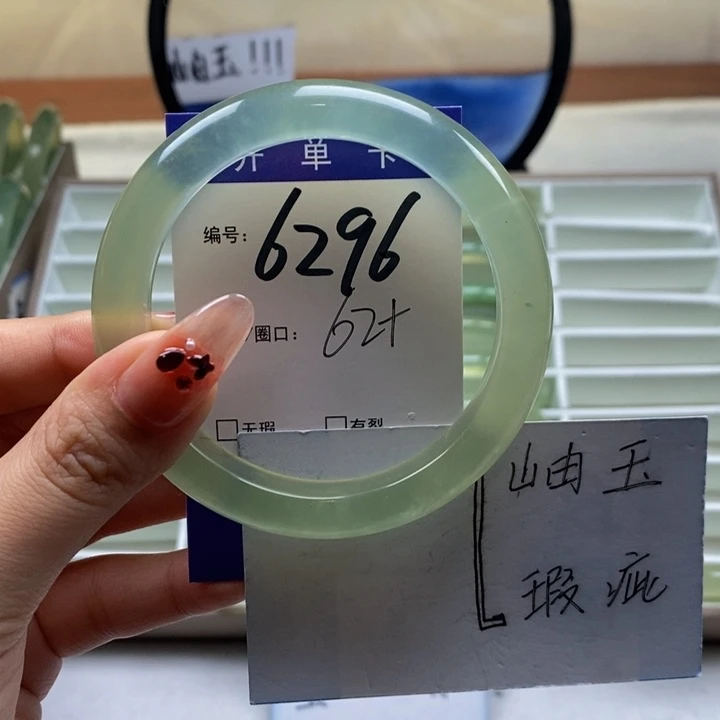 岫玉!!!
开单卡
编号: 6296
圈口: 62+
□无瑕 □有裂
岫玉
瑕疵